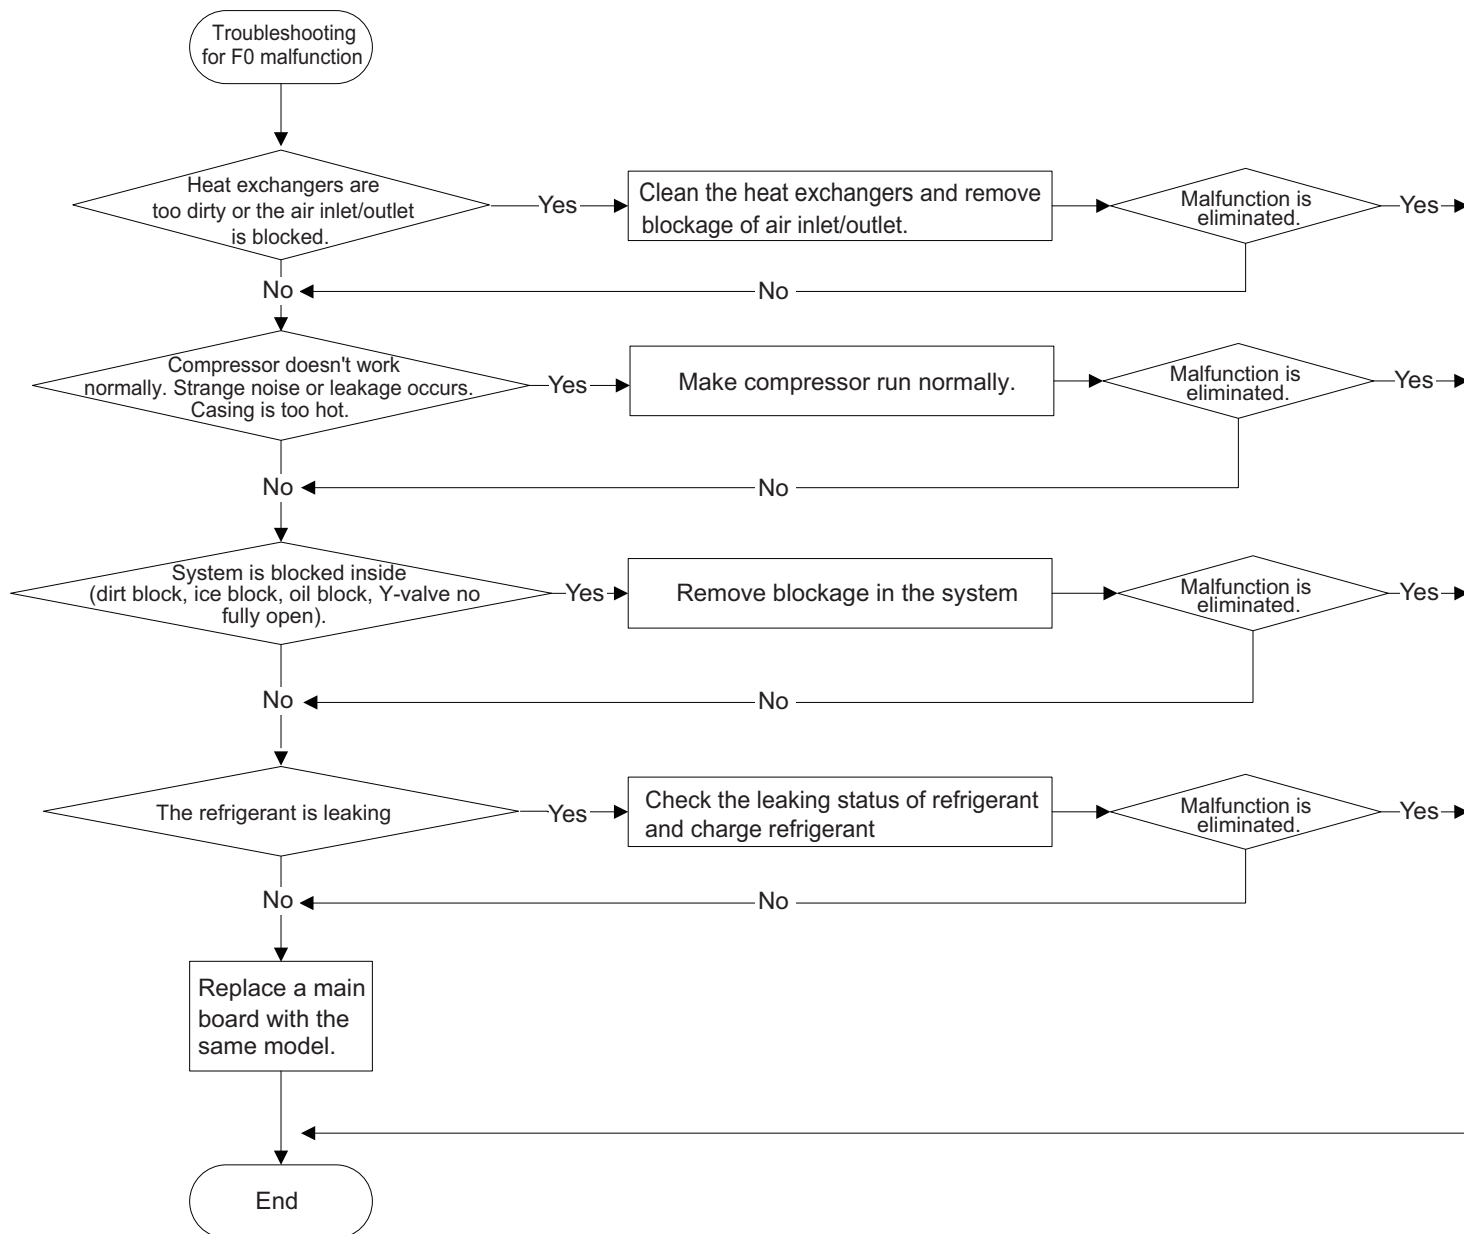 Troubleshooting
for F0 malfunction
Heat exchangers are
too dirty or the air inlet/outlet
is blocked.
Yes
Clean the heat exchangers and remove
blockage of air inlet/outlet.
Malfunction is
eliminated.
Yes
No
No
Compressor doesn't work
normally. Strange noise or leakage occurs.
Casing is too hot.
Yes
Make compressor run normally.
Malfunction is
eliminated.
Yes
No
No
System is blocked inside
(dirt block, ice block, oil block, Y-valve no
fully open).
Yes
Remove blockage in the system
Malfunction is
eliminated.
Yes
No
No
The refrigerant is leaking
Yes
Check the leaking status of refrigerant
and charge refrigerant
Malfunction is
eliminated.
Yes
No
No
Replace a main
board with the
same model.
End